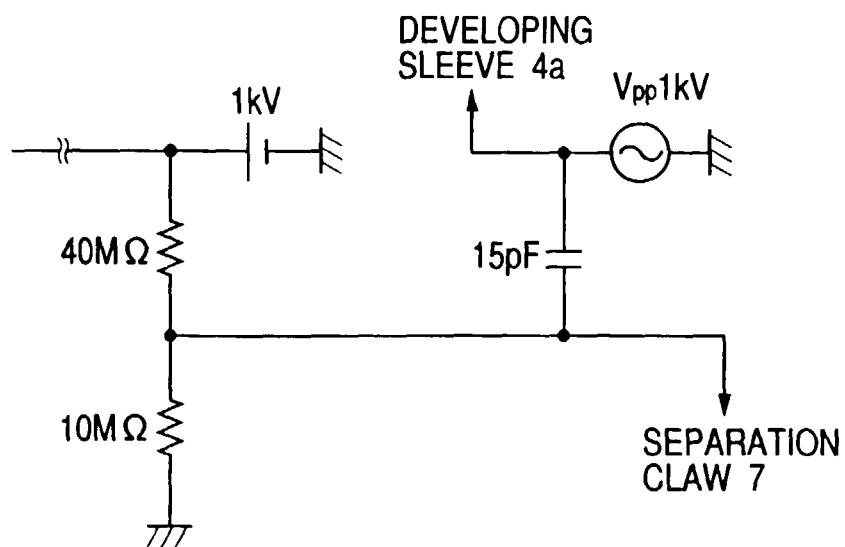 DEVELOPING
SLEEVE 4a
1kV
Vpp1kV
40MΩ
15pF
10MΩ
SEPARATION
CLAW 7